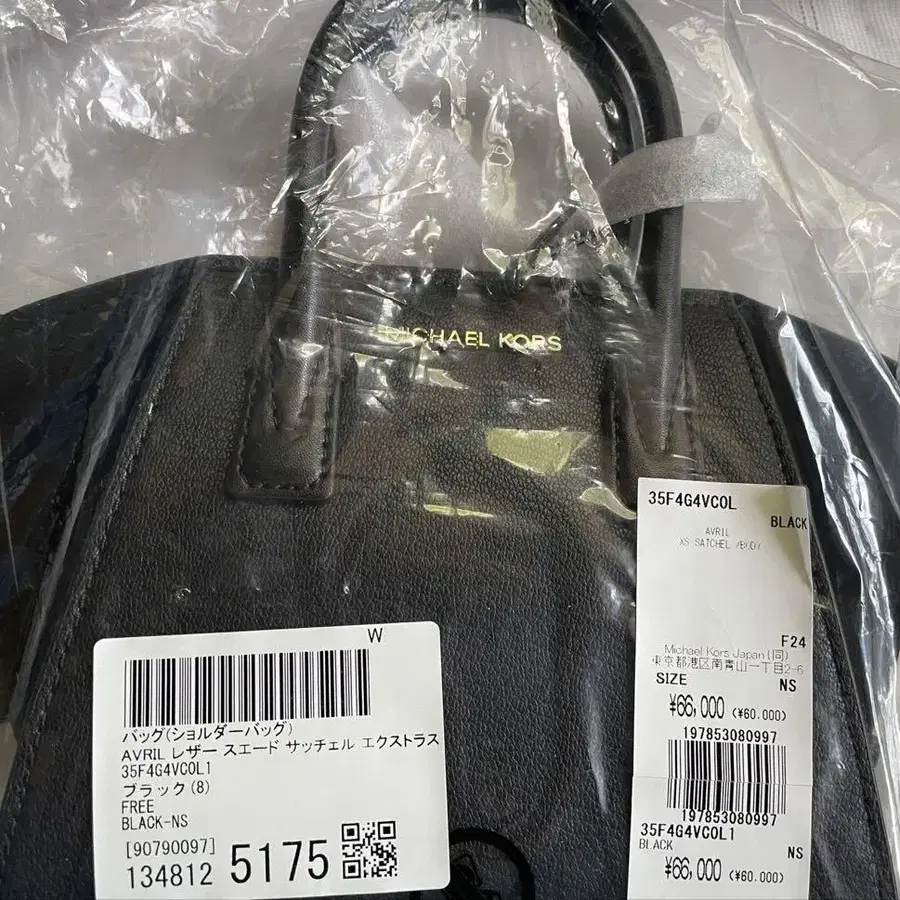 MICHAEL KORS
35F4G4VC0L
BLACK
AVRIL
XS SATCHEL /BODY
F24
Michael Kors Japan(同)
東京都港区南青山一丁目2-6
SIZE NS
¥66,000 (¥60.000)
197853080997
197853080997
35F4G4VC0L1
BLACK NS
¥66,000 (¥60.000)
W
バッグ(ショルダーバッグ)
AVRIL レザー スエード サッチェル エクストラス
35F4G4VC0L1
ブラック(8)
FREE
BLACK-NS
[90790097]
134812 5175